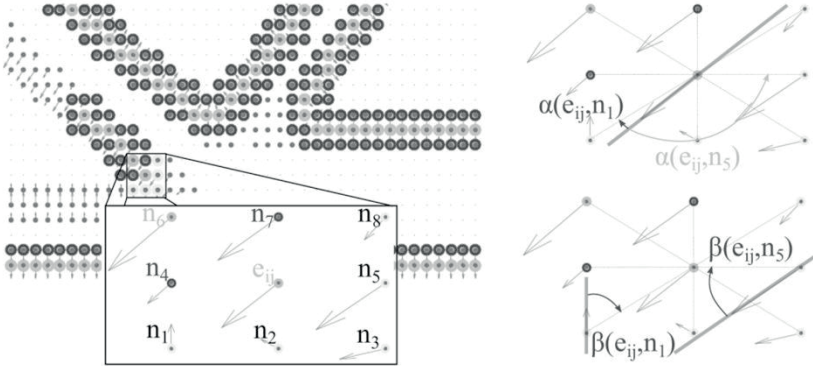 n₆ n₇ n₈
n₄ eᵢⱼ n₅
n₁ n₂ n₃
α(eᵢⱼ,n₁)
α(eᵢⱼ,n₅)
β(eᵢⱼ,n₅)
β(eᵢⱼ,n₁)